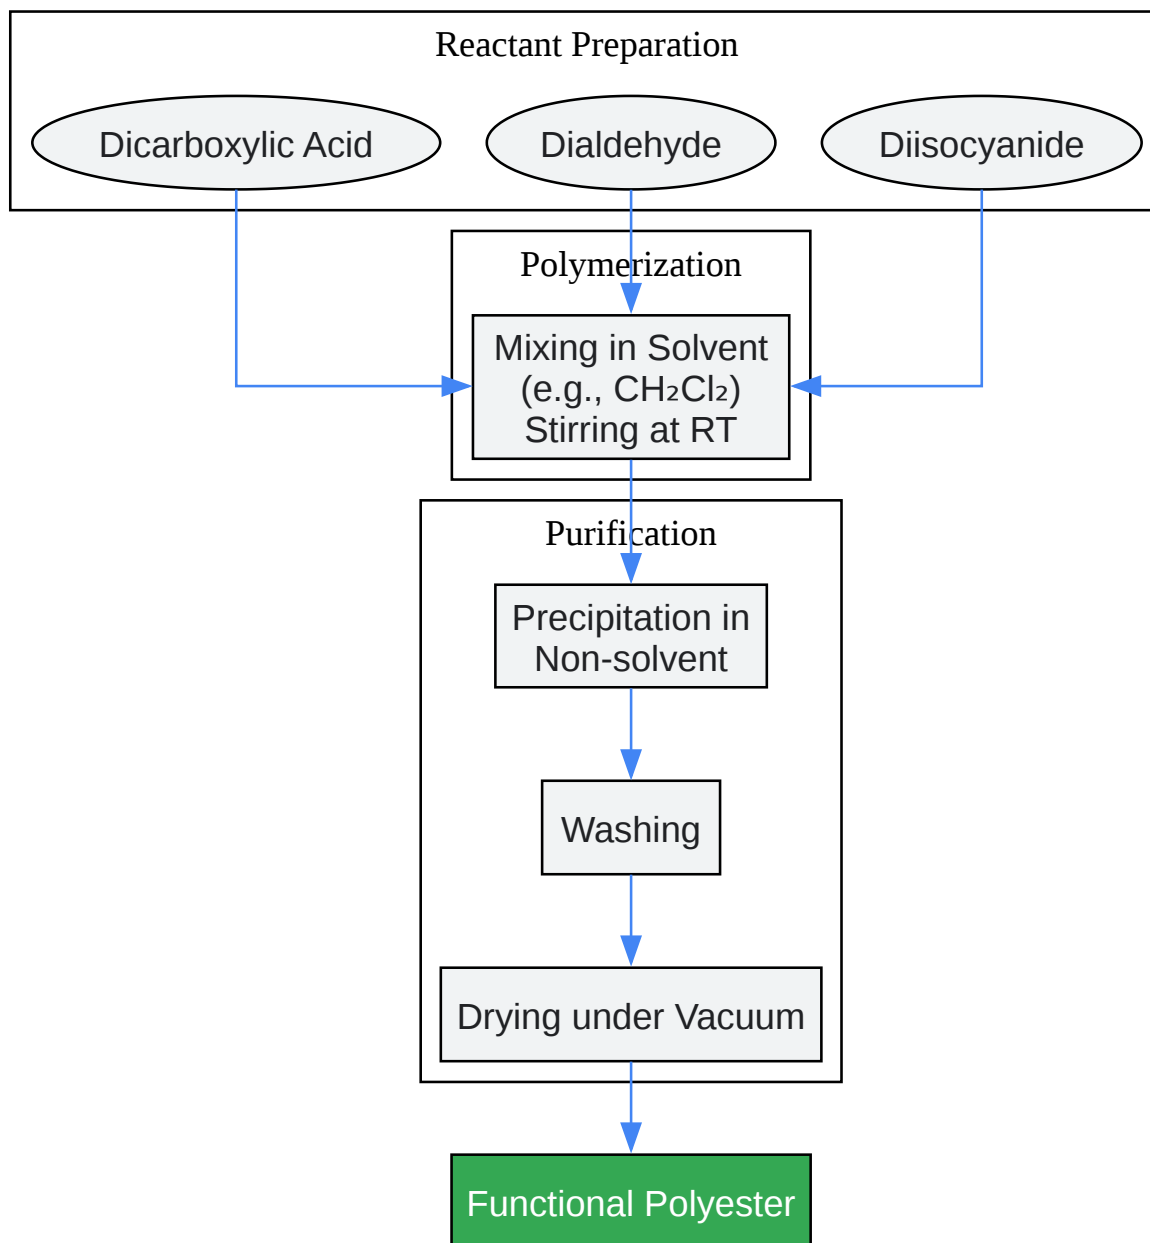 Reactant Preparation
Dicarboxylic Acid
Dialdehyde
Diisocyanide
Polymerization
Mixing in Solvent
(e.g., CH₂Cl₂)
Stirring at RT
Purification
Precipitation in
Non-solvent
Washing
Drying under Vacuum
Functional Polyester